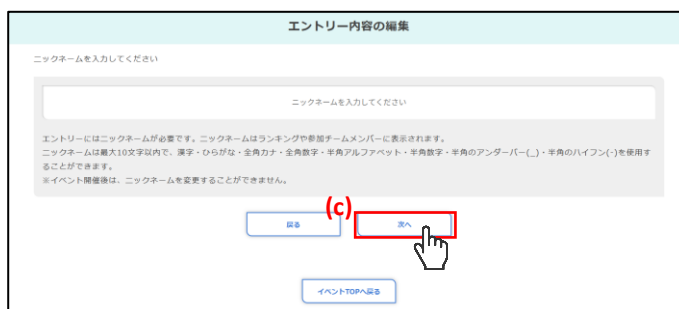 エントリー内容の編集
ニックネームを入力してください
ニックネームを入力してください
エントリーにはニックネームが必要です。ニックネームはランキングや参加チームメンバーに表示されます。
ニックネームは最大10文字以内で、漢字・ひらがな・全角カナ・全角数字・半角アルファベット・半角数字・半角のアンダーバー(_)・半角のハイフン(-)を使用す
ることができます。
※イベント開催後は、ニックネームを変更することができません。
(c)
戻る 次へ
イベントTOPへ戻る